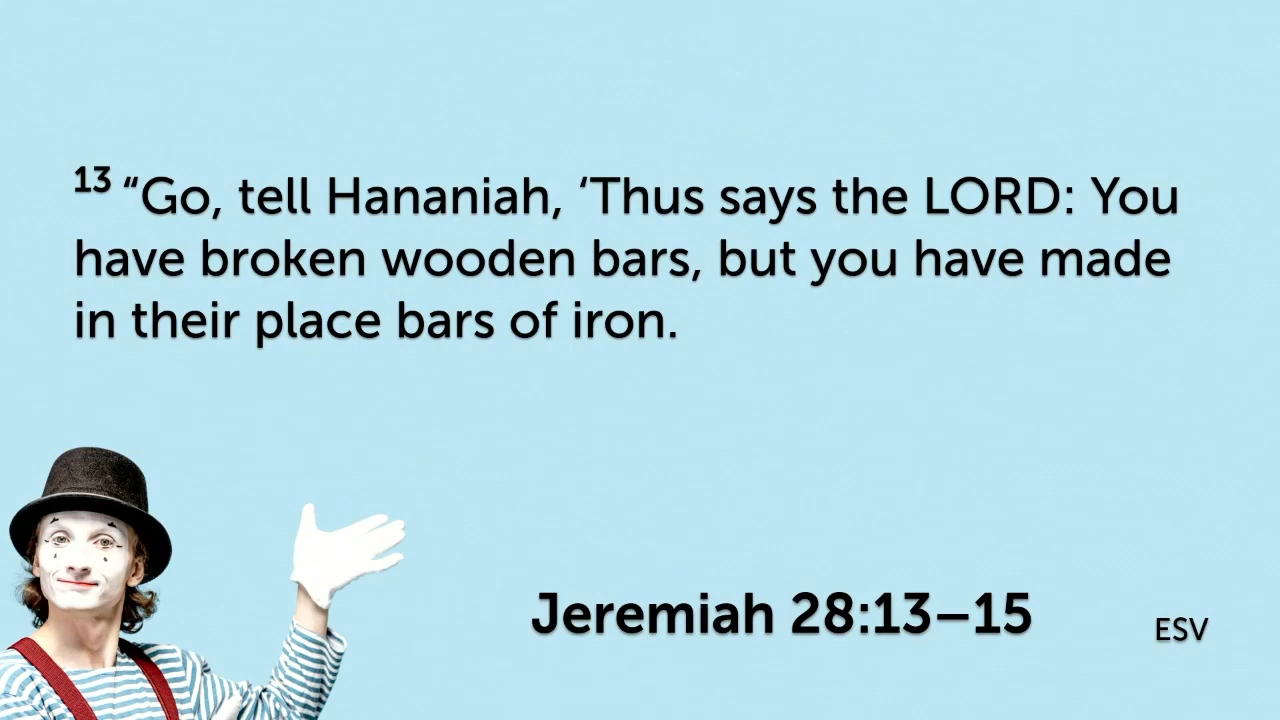 13 “Go, tell Hananiah, ‘Thus says the LORD: You
have broken wooden bars, but you have made
in their place bars of iron.
Jeremiah 28:13–15
ESV